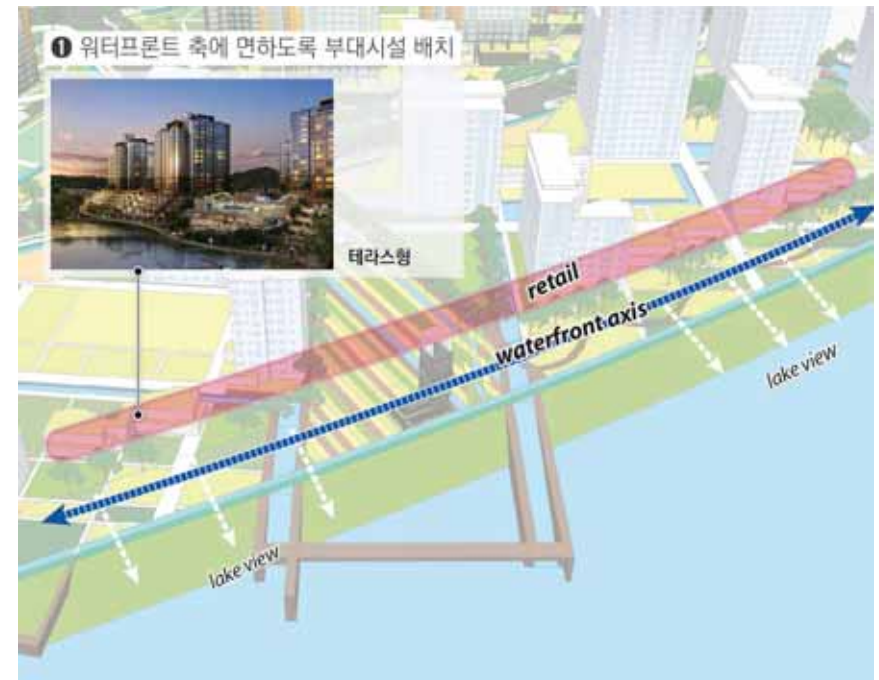 ❶ 워터프론트 축에 면하도록 부대시설 배치
테라스형
retail
waterfront axis
lake view
lake view